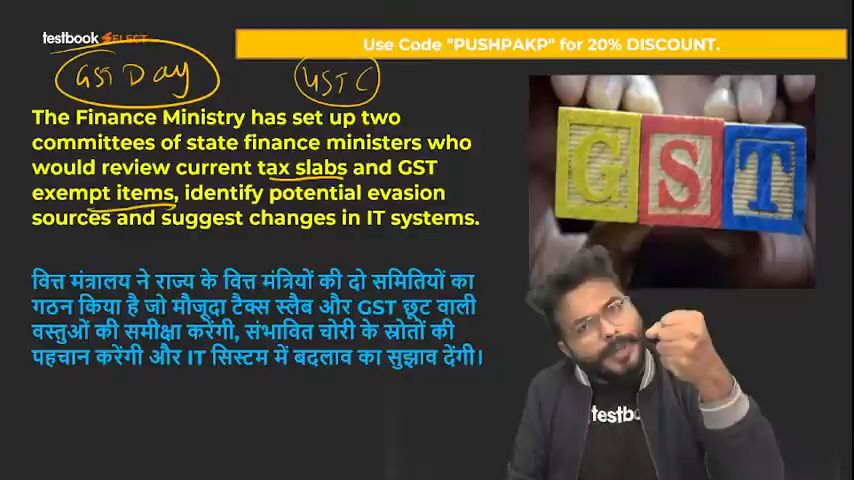 testbook SELECT
Use Code "PUSHPAKP" for 20% DISCOUNT.
GST Day
The Finance Ministry has set up two
committees of state finance ministers who
would review current tax slabs and GST
exempt items, identify potential evasion
sources and suggest changes in IT systems.
वित्त मंत्रालय ने राज्य के वित्त मंत्रियों की दो समितियों का
गठन किया है जो मौजूदा टैक्स स्लैब और GST छूट वाली
वस्तुओं की समीक्षा करेंगी, संभावित चोरी के स्रोतों की
पहचान करेंगी और IT सिस्टम में बदलाव का सुझाव देंगी।
GST
testbo